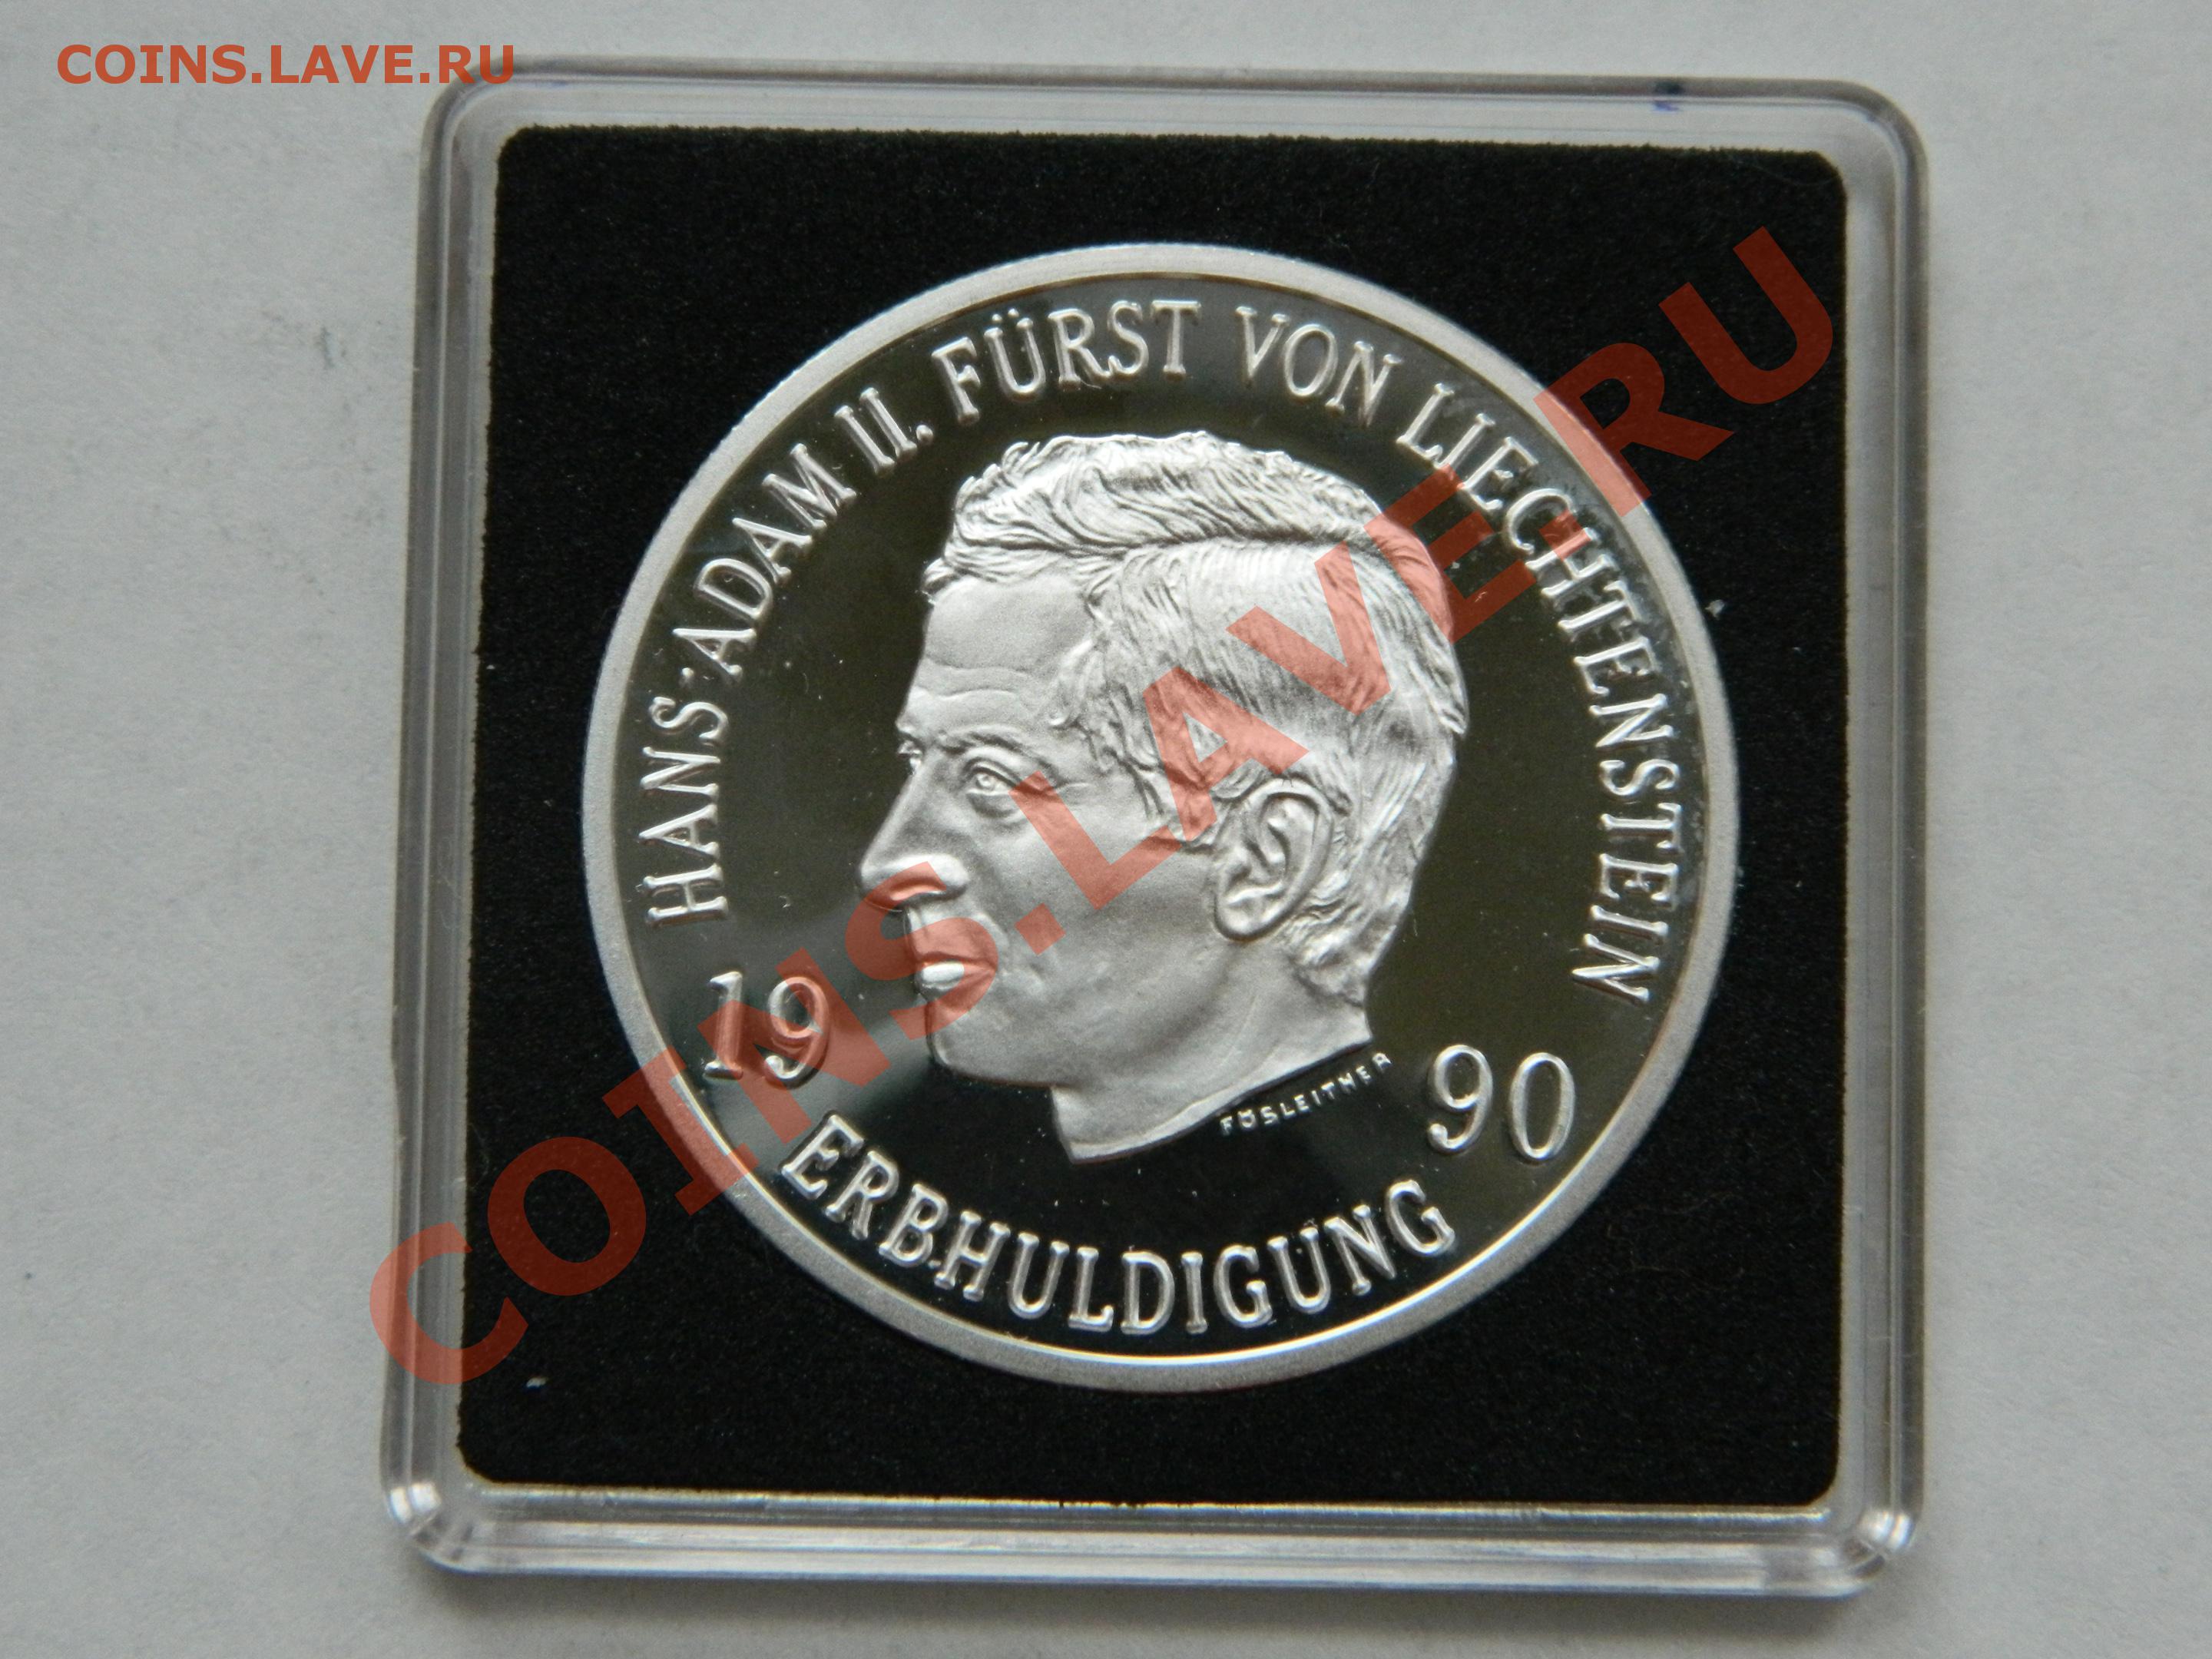 COINS.LAVE.RU
HANS-ADAM II. FÜRST VON LIECHTENSTEIN
19 90
FÖSLEITNER
ERBHULDIGUNG
COINS.LAVE.RU